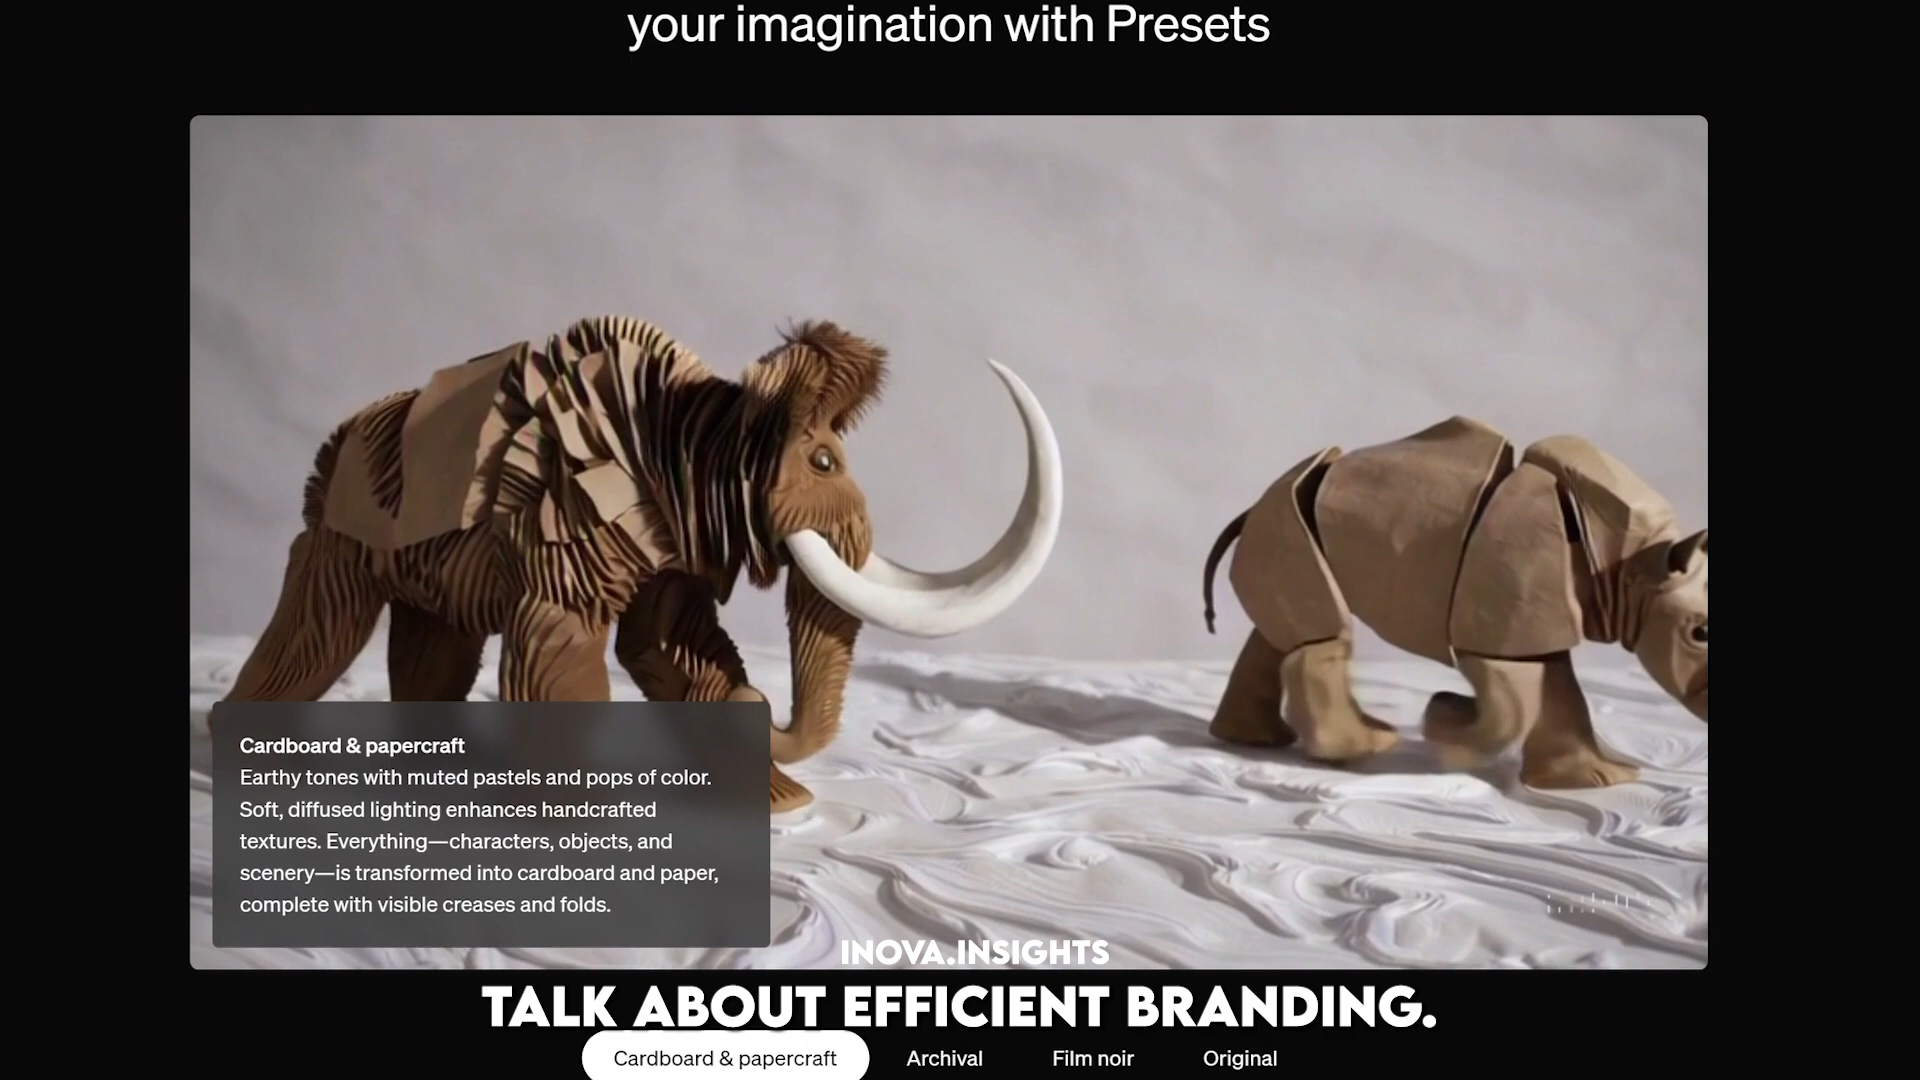 your imagination with Presets
Cardboard & papercraft
Earthy tones with muted pastels and pops of color.
Soft, diffused lighting enhances handcrafted
textures. Everything—characters, objects, and
scenery—is transformed into cardboard and paper,
complete with visible creases and folds.
INOVA.INSIGHTS
TALK ABOUT EFFICIENT BRANDING.
Cardboard & papercraft Archival Film noir Original